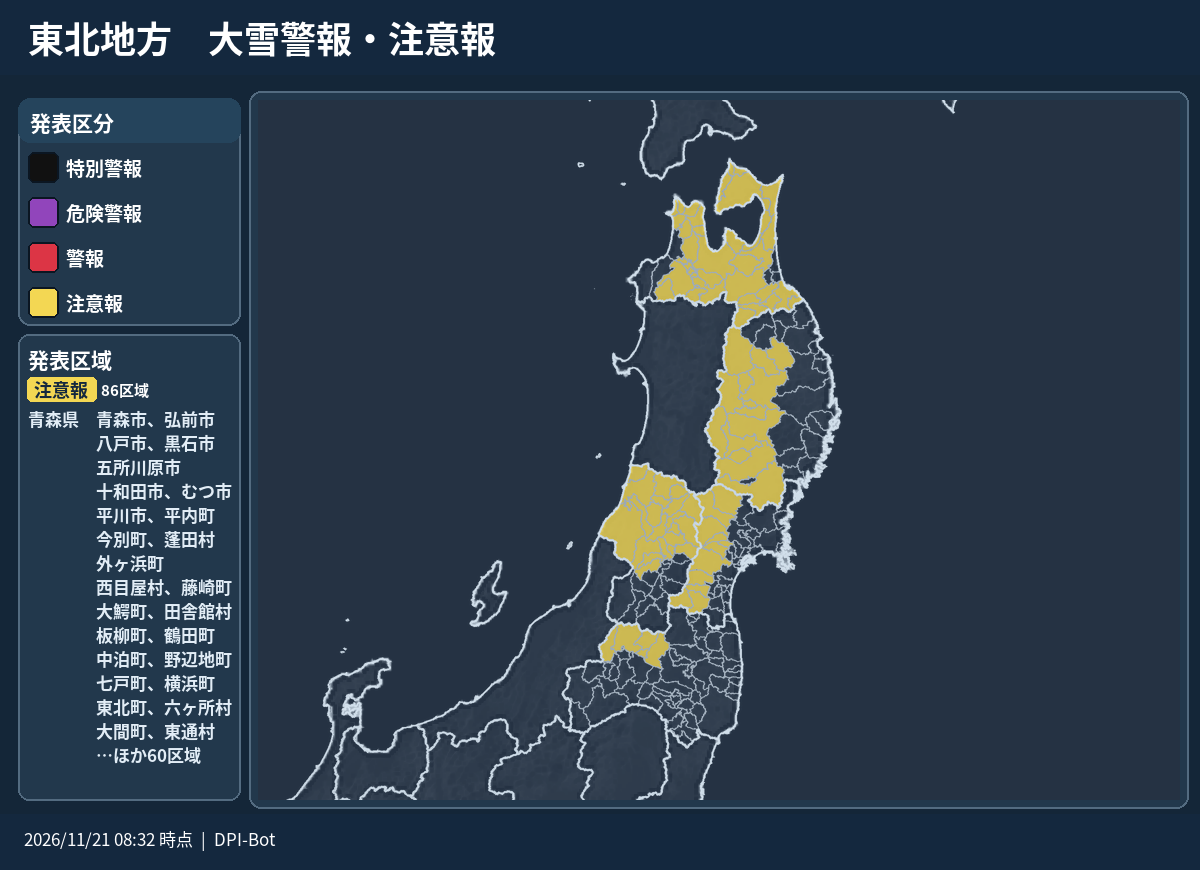 東北地方　大雪警報・注意報
発表区分
特別警報
危険警報
警報
注意報
発表区域
注意報 86区域
青森県 青森市、弘前市
八戸市、黒石市
五所川原市
十和田市、むつ市
平川市、平内町
今別町、蓬田村
外ヶ浜町
西目屋村、藤崎町
大鰐町、田舎館村
板柳町、鶴田町
中泊町、野辺地町
七戸町、横浜町
東北町、六ヶ所村
大間町、東通村
…ほか60区域
2026/11/21 08:32 時点｜DPI-Bot